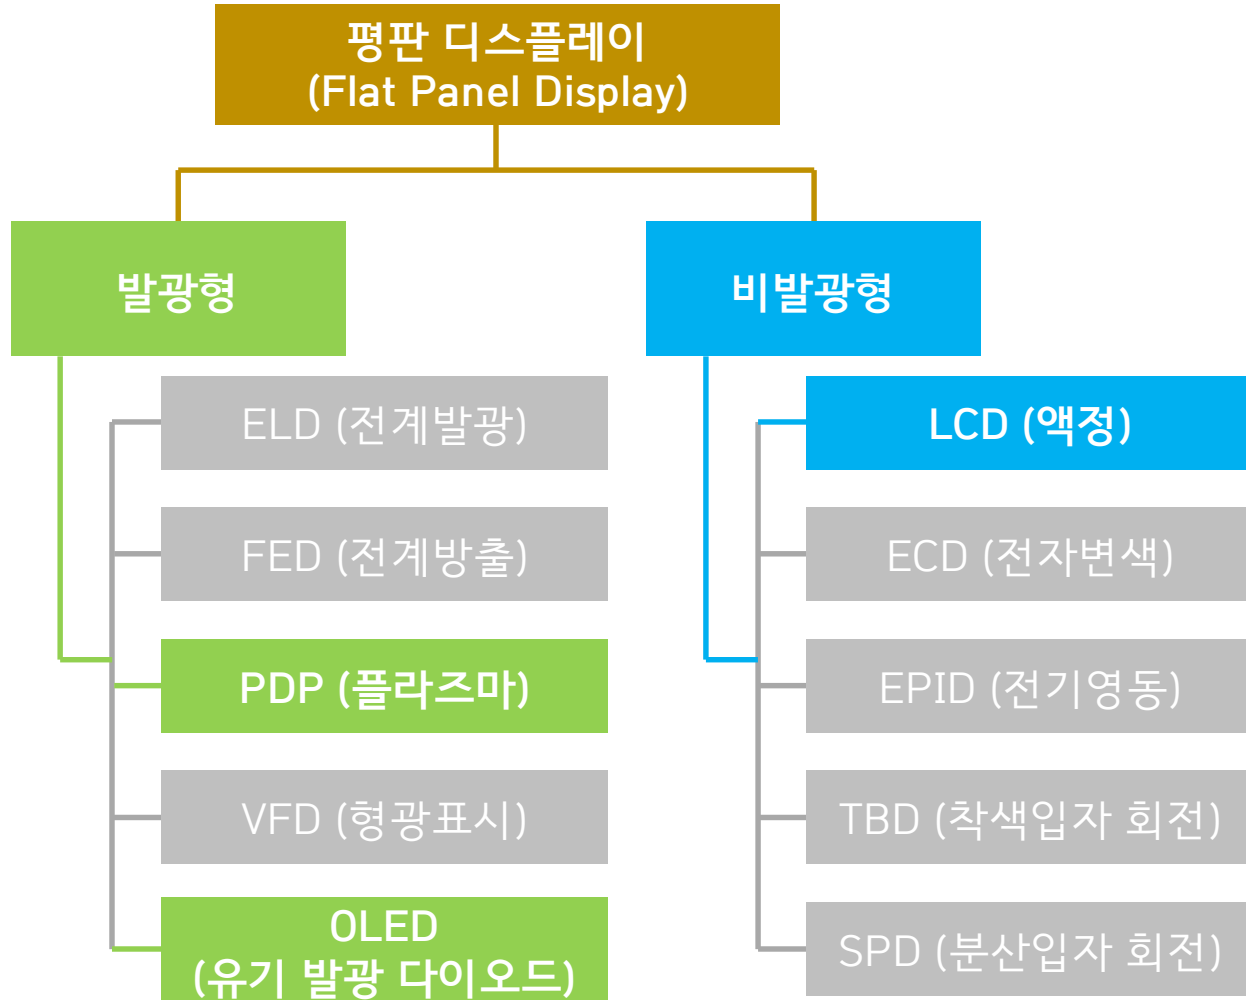 평판 디스플레이
(Flat Panel Display)
발광형
비발광형
ELD (전계발광)
FED (전계방출)
PDP (플라즈마)
VFD (형광표시)
OLED
(유기 발광 다이오드)
LCD (액정)
ECD (전자변색)
EPID (전기영동)
TBD (착색입자 회전)
SPD (분산입자 회전)